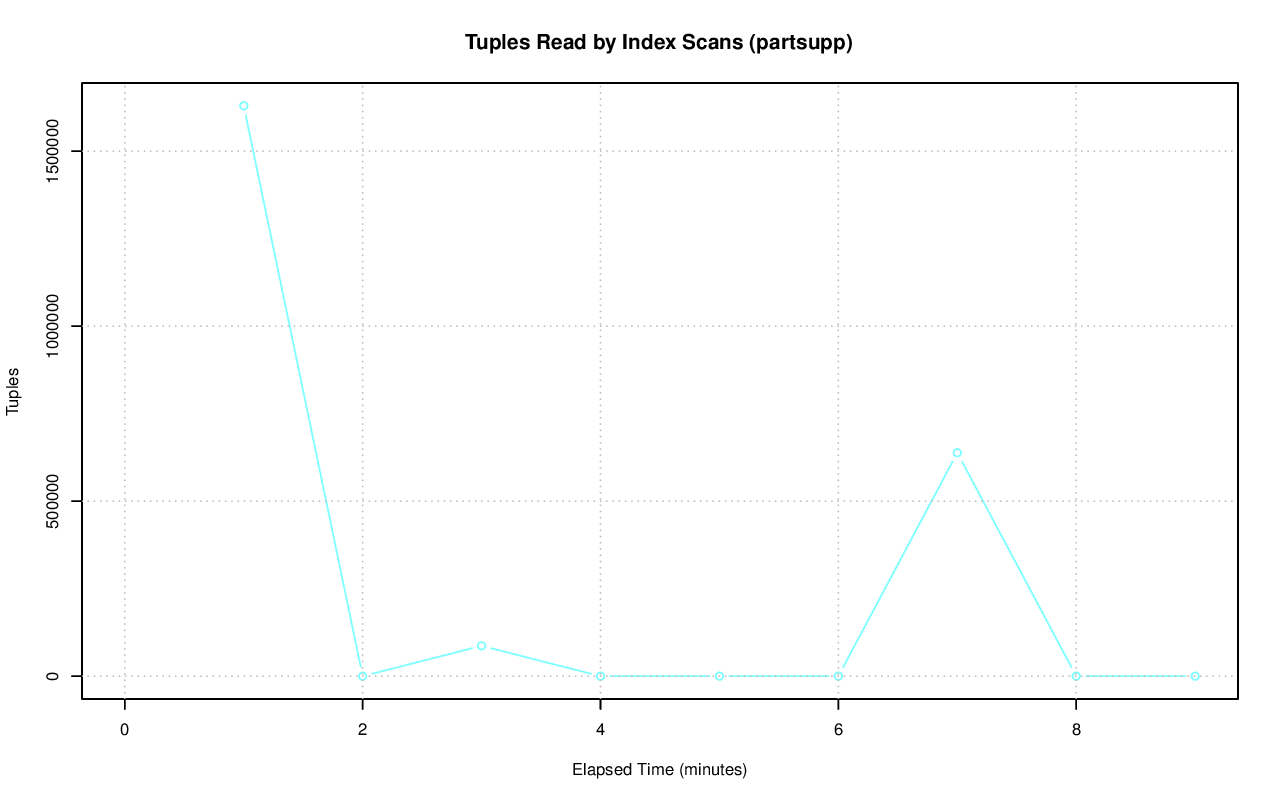 Tuples Read by Index Scans (partsupp)
1500000
1000000
500000
0
Tuples
0 2 4 6 8
Elapsed Time (minutes)